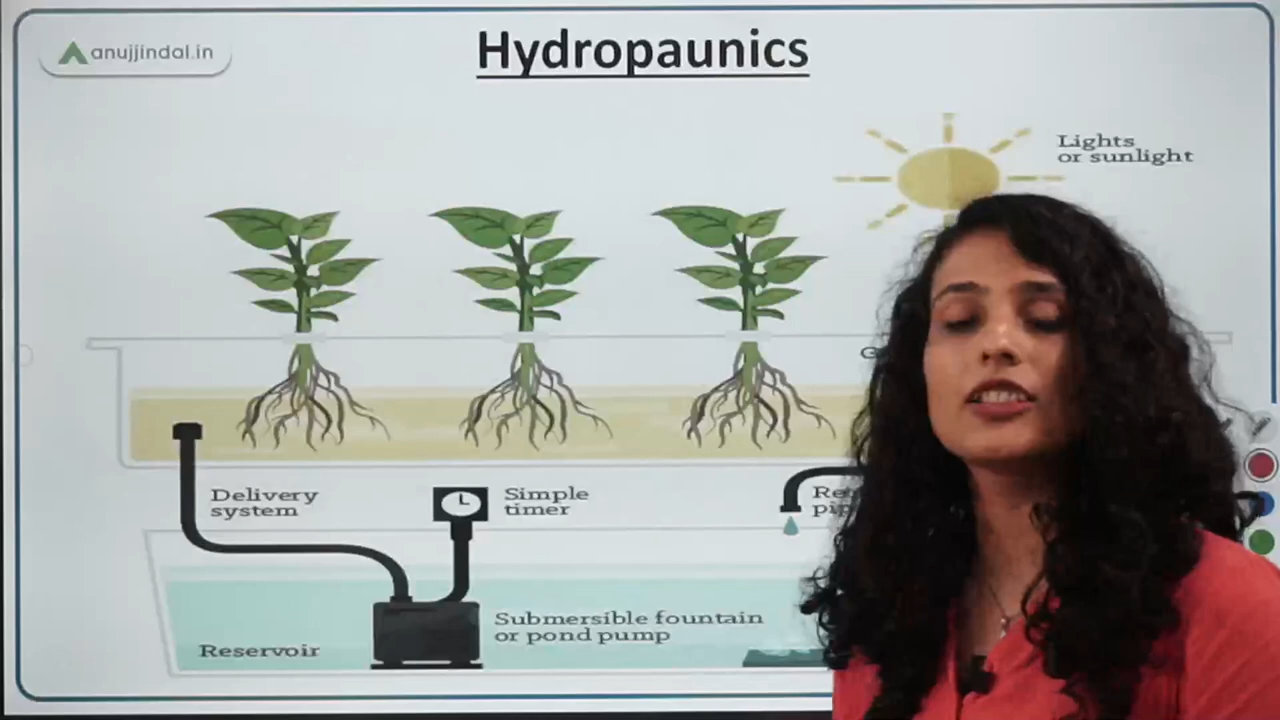 anujjindal.in
Hydropaunics
Lights
or sunlight
Delivery
system
Simple
timer
Submersible fountain
or pond pump
Reservoir